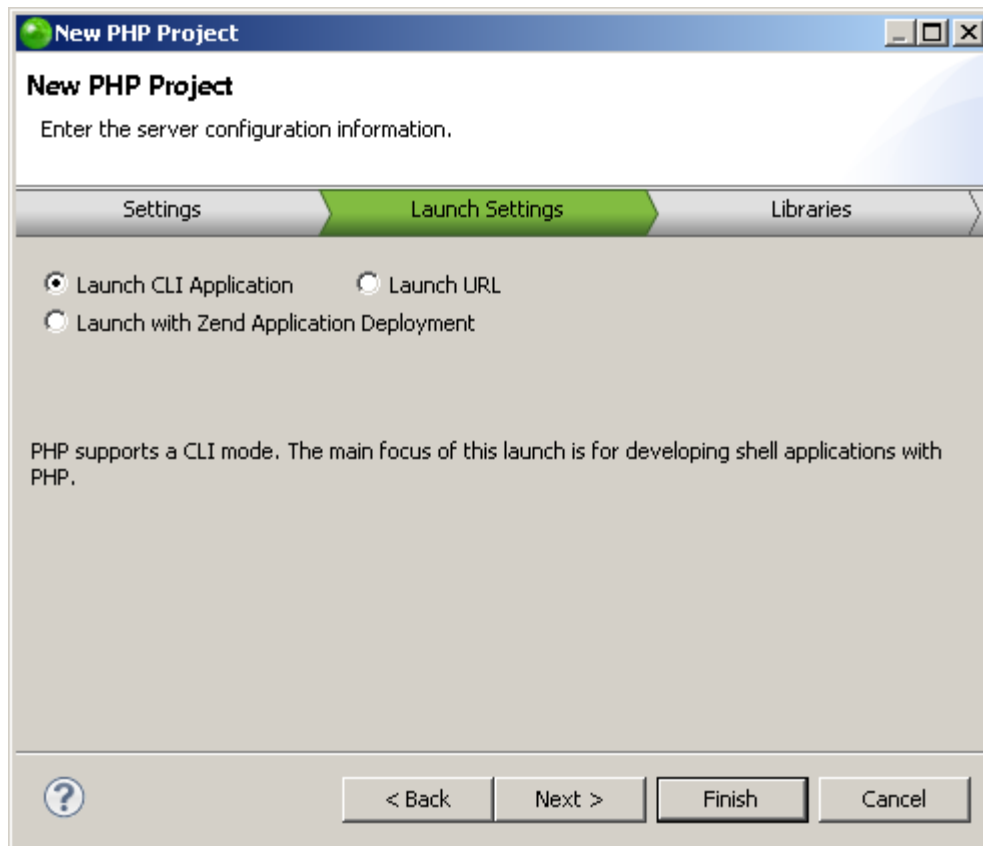 New PHP Project
New PHP Project
Enter the server configuration information.
Settings Launch Settings Libraries
Launch CLI Application Launch URL
Launch with Zend Application Deployment
PHP supports a CLI mode. The main focus of this launch is for developing shell applications with
PHP.
? < Back Next > Finish Cancel